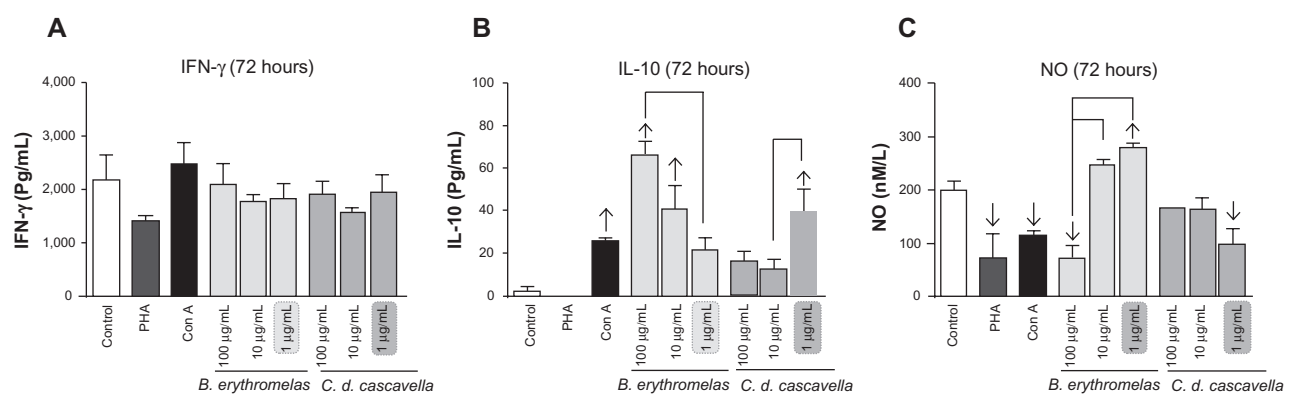 A
IFN-γ (72 hours)
IFN-γ (Pg/mL)
4,000
3,000
2,000
1,000
0
Control
PHA
Con A
100 µg/mL
10 µg/mL
1 µg/mL
100 µg/mL
10 µg/mL
1 µg/mL
B. erythromelas
C. d. cascavella
B
IL-10 (72 hours)
IL-10 (Pg/mL)
100
80
60
40
20
0
Control
PHA
Con A
100 µg/mL
10 µg/mL
1 µg/mL
100 µg/mL
10 µg/mL
1 µg/mL
B. erythromelas
C. d. cascavella
C
NO (72 hours)
NO (nM/L)
400
300
200
100
0
Control
PHA
Con A
100 µg/mL
10 µg/mL
1 µg/mL
100 µg/mL
10 µg/mL
1 µg/mL
B. erythromelas
C. d. cascavella